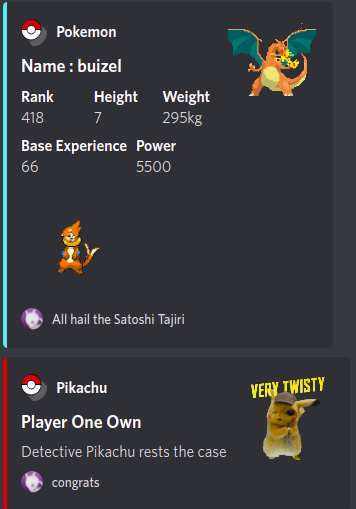 Pokemon
Name : buizel
Rank Height Weight
418 7 295kg
Base Experience Power
66 5500
All hail the Satoshi Tajiri
Pikachu
VERY TWISTY
Player One Own
Detective Pikachu rests the case
congrats